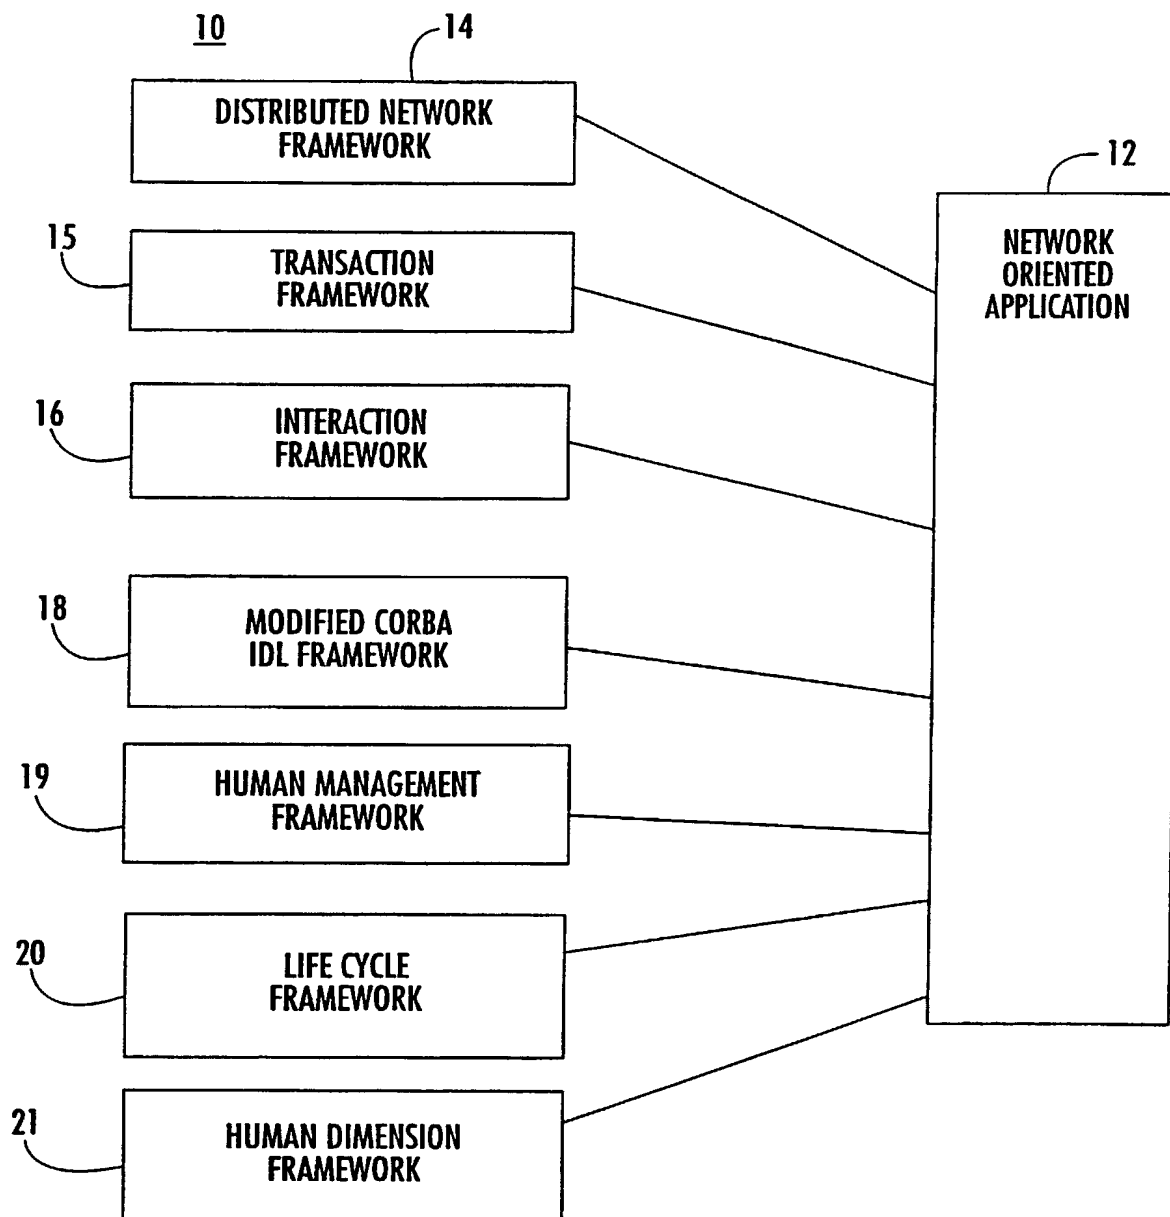 10
14
DISTRIBUTED NETWORK
FRAMEWORK
12
NETWORK
ORIENTED
APPLICATION
15
TRANSACTION
FRAMEWORK
16
INTERACTION
FRAMEWORK
18
MODIFIED CORBA
IDL FRAMEWORK
19
HUMAN MANAGEMENT
FRAMEWORK
20
LIFE CYCLE
FRAMEWORK
21
HUMAN DIMENSION
FRAMEWORK